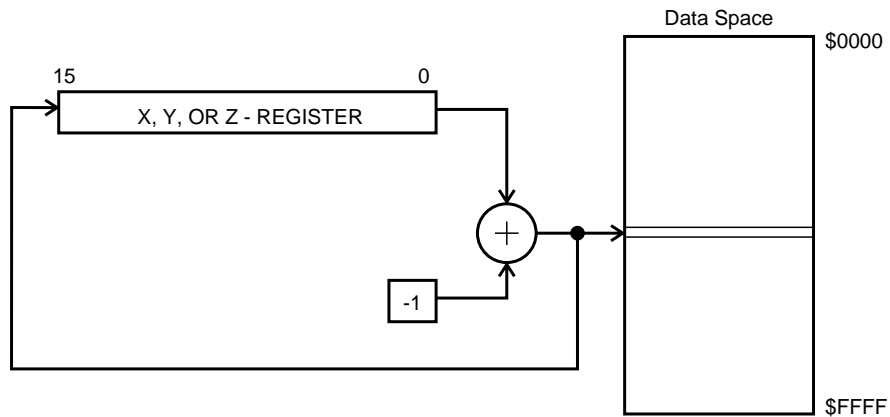 Data Space
$0000
15 0
X, Y, OR Z - REGISTER
+
-1
$FFFF